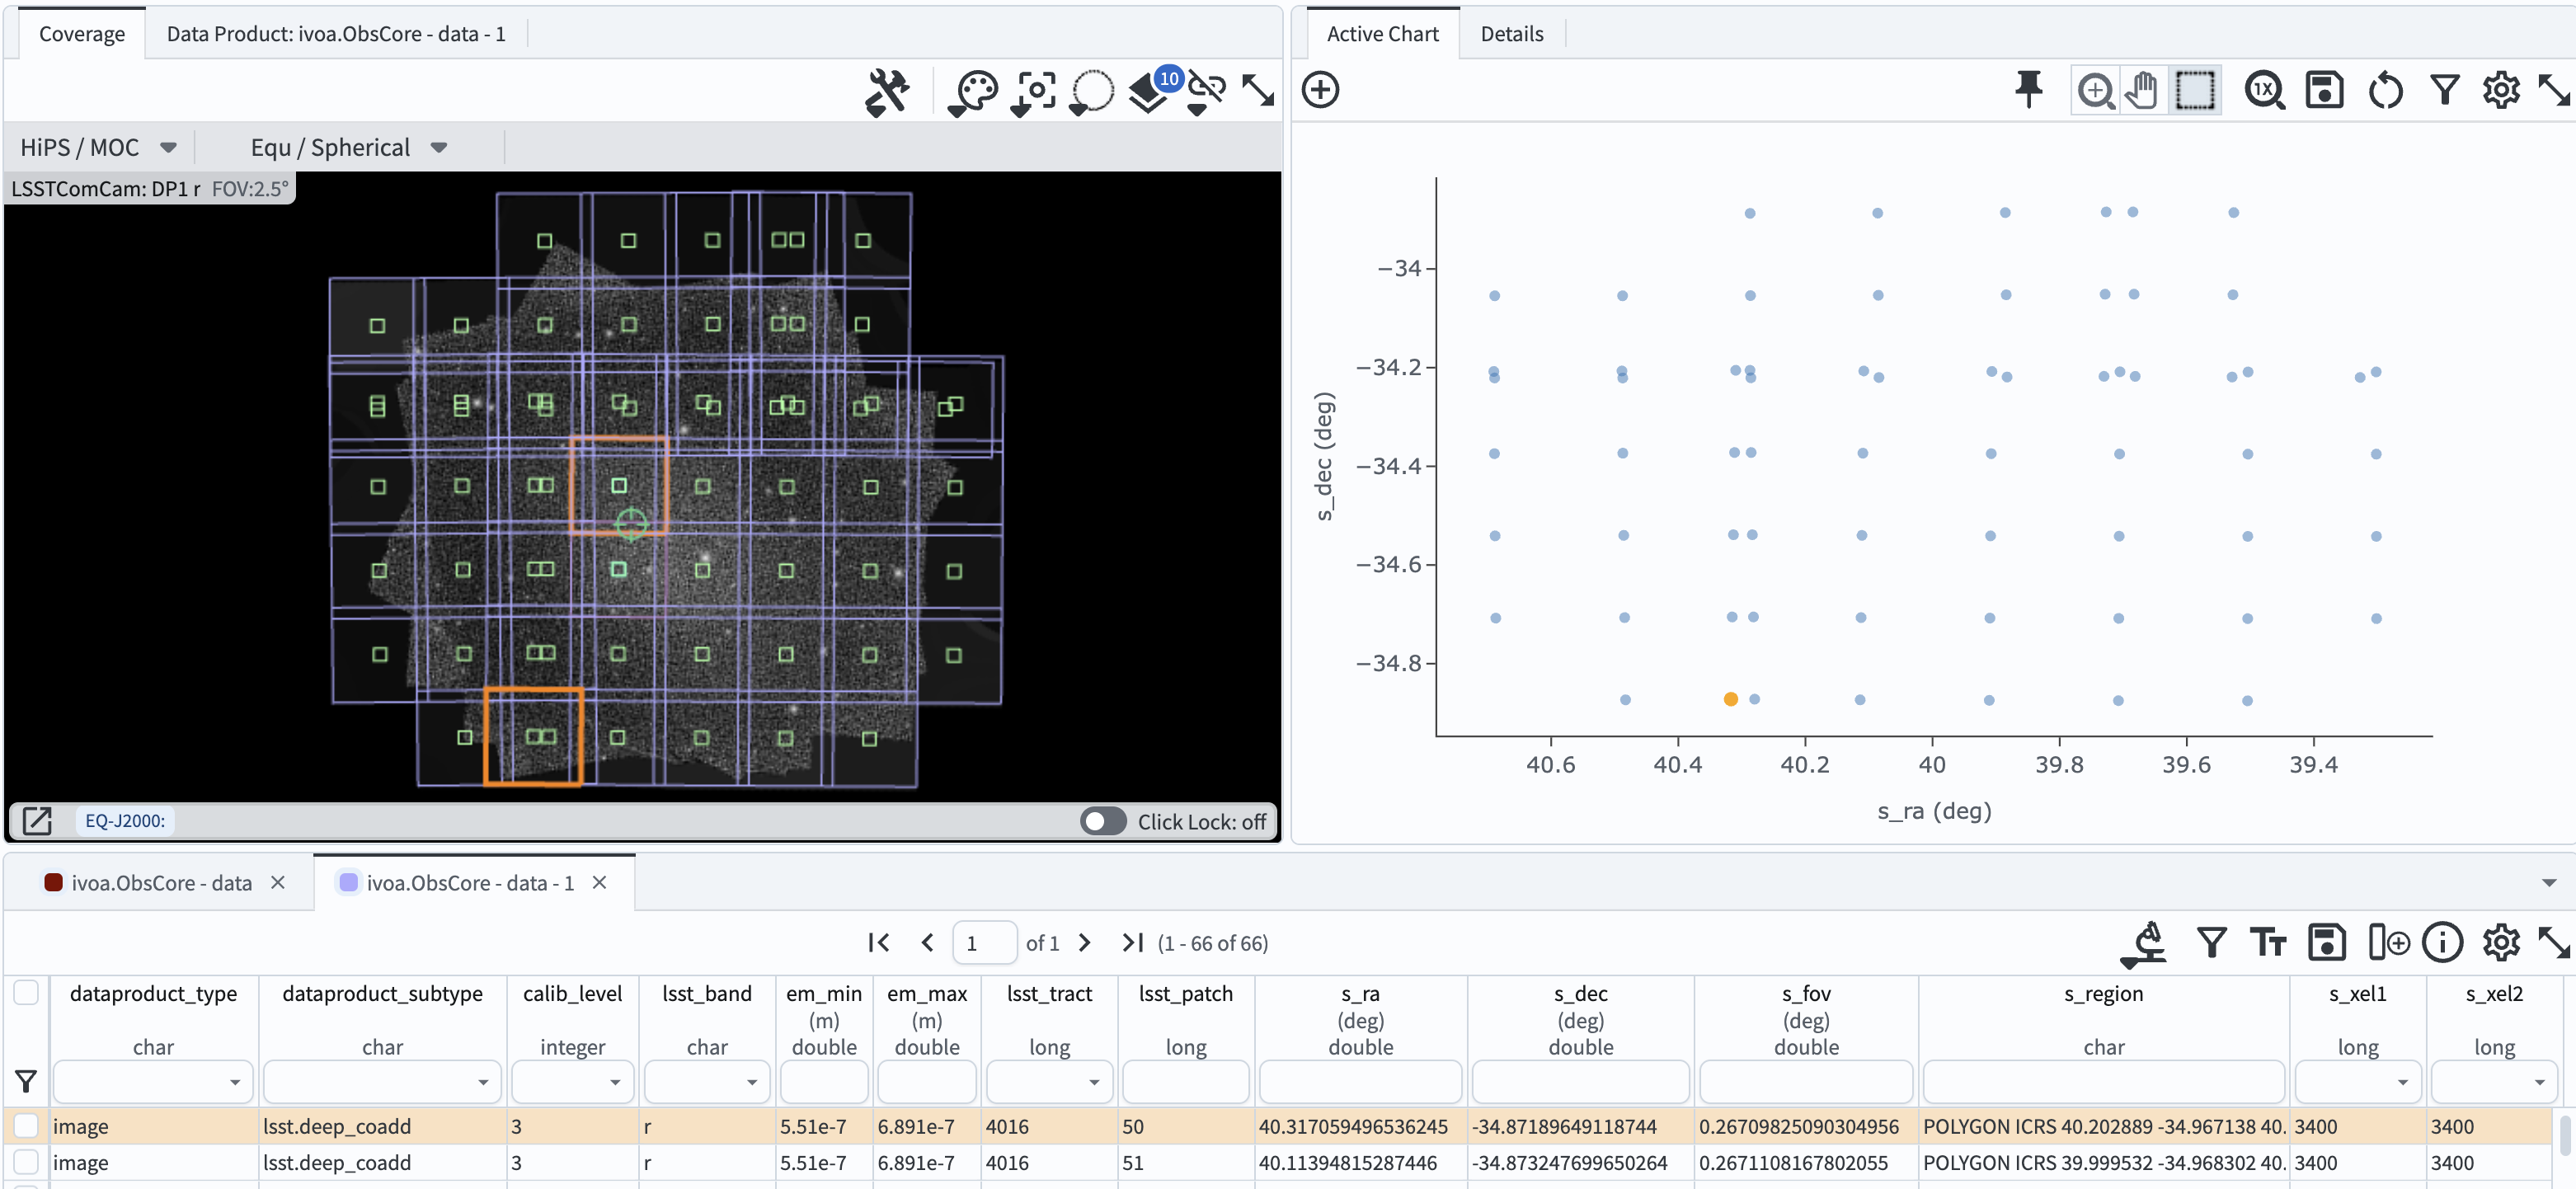 Coverage
Data Product: ivoa.ObsCore - data - 1
10
HiPS / MOC
Equ / Spherical
LSSTComCam: DP1 r FOV:2.5°
EQ-J2000:
Click Lock: off
Active Chart
Details
1X
−34
−34.2
−34.4
−34.6
−34.8
s_dec (deg)
40.6 40.4 40.2 40 39.8 39.6 39.4
s_ra (deg)
ivoa.ObsCore - data
ivoa.ObsCore - data - 1
1 of 1 (1 - 66 of 66)
dataproduct_type dataproduct_subtype calib_level lsst_band em_min em_max lsst_tract lsst_patch s_ra s_dec s_fov s_region s_xel1 s_xel2
(m) (m) (deg) (deg) (deg)
char char integer char double double long long double double double char long long
image lsst.deep_coadd 3 r 5.51e-7 6.891e-7 4016 50 40.317059496536245 -34.87189649118744 0.26709825090304956 POLYGON ICRS 40.202889 -34.967138 40. 3400 3400
image lsst.deep_coadd 3 r 5.51e-7 6.891e-7 4016 51 40.11394815287446 -34.873247699650264 0.2671108167802055 POLYGON ICRS 39.999532 -34.968302 40. 3400 3400